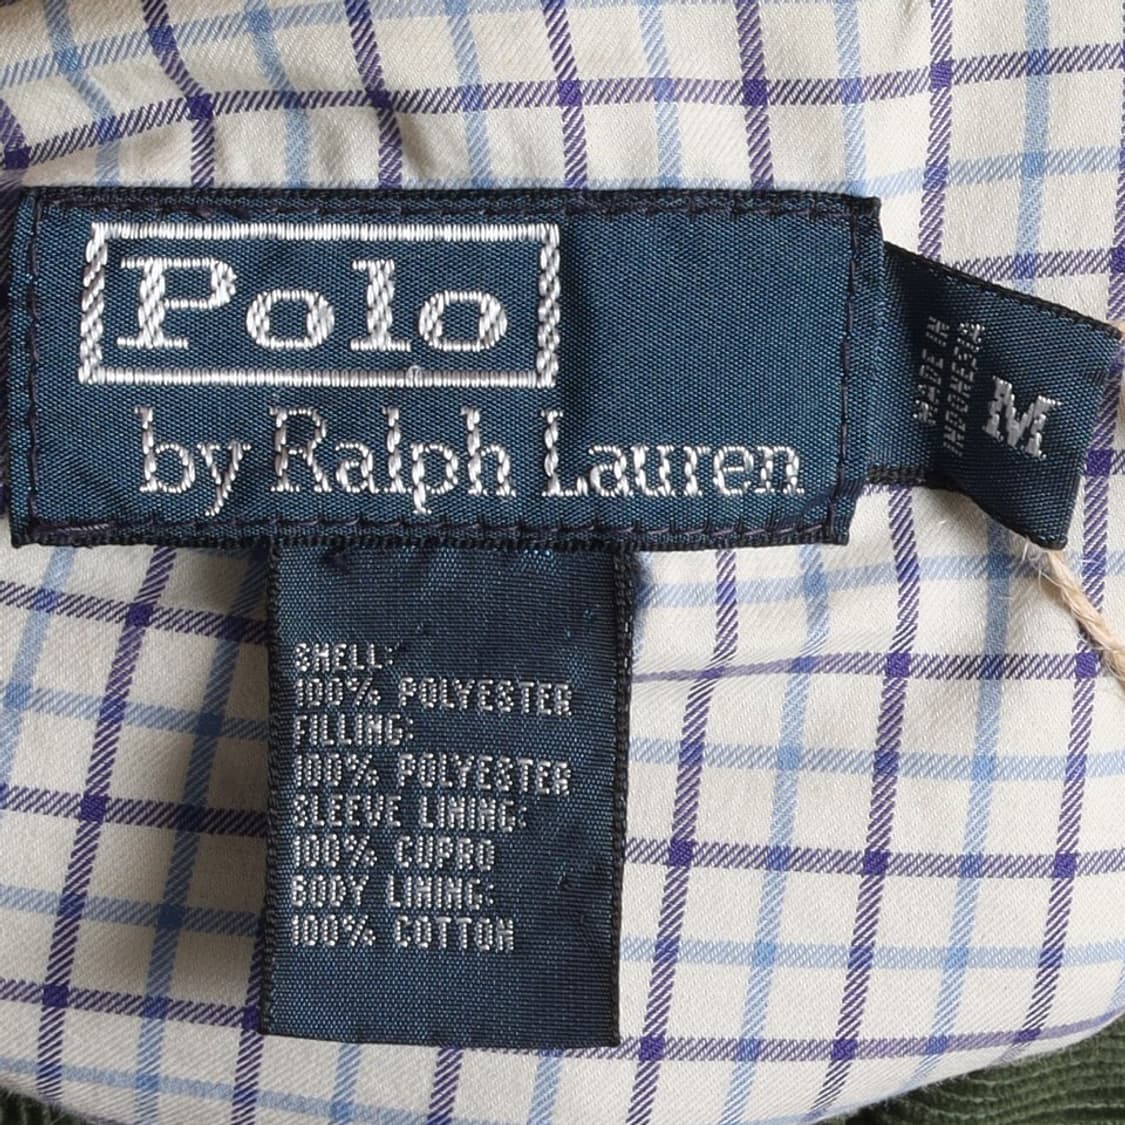 Polo
by Ralph Lauren
MADE IN
INDONESIA
M
SHELL:
100% POLYESTER
FILLING:
100% POLYESTER
SLEEVE LINING:
100% CUPRO
BODY LINING:
100% COTTON